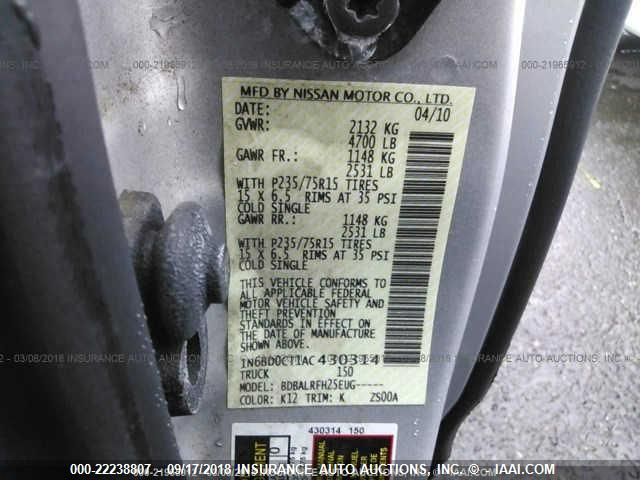 MFD BY NISSAN MOTOR CO., LTD.
DATE: 04/10
GVWR: 2132 KG
4700 LB
GAWR FR.: 1148 KG
2531 LB
WITH P235/75R15 TIRES
15 X 6.5 RIMS AT 35 PSI
COLD SINGLE
GAWR RR.: 1148 KG
2531 LB
WITH P235/75R15 TIRES
15 X 6.5 RIMS AT 35 PSI
COLD SINGLE
THIS VEHICLE CONFORMS TO
ALL APPLICABLE FEDERAL
MOTOR VEHICLE SAFETY AND
THEFT PREVENTION
STANDARDS IN EFFECT ON
THE DATE OF MANUFACTURE
SHOWN ABOVE.
1N6BD0CT1AC430314
TRUCK 150
MODEL: BDBALRFH25EUG-----
COLOR: K12 TRIM: K ZS00A
430314 150
000-22238807 - 09/17/2018 - INSURANCE AUTO AUCTIONS, INC. - IAAI.COM